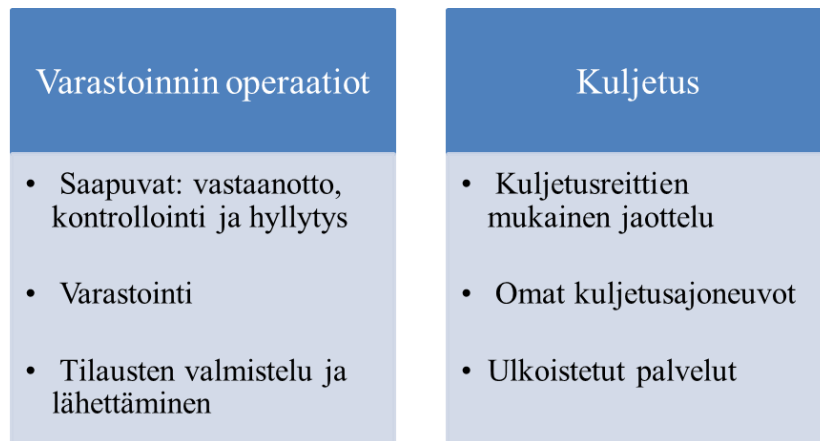 Varastoinnin operaatiot
• Saapuvat: vastaanotto,
kontrollointi ja hyllytys
• Varastointi
• Tilausten valmistelu ja
lähettäminen
Kuljetus
• Kuljetusreittien
mukainen jaottelu
• Omat kuljetusajoneuvot
• Ulkoistetut palvelut